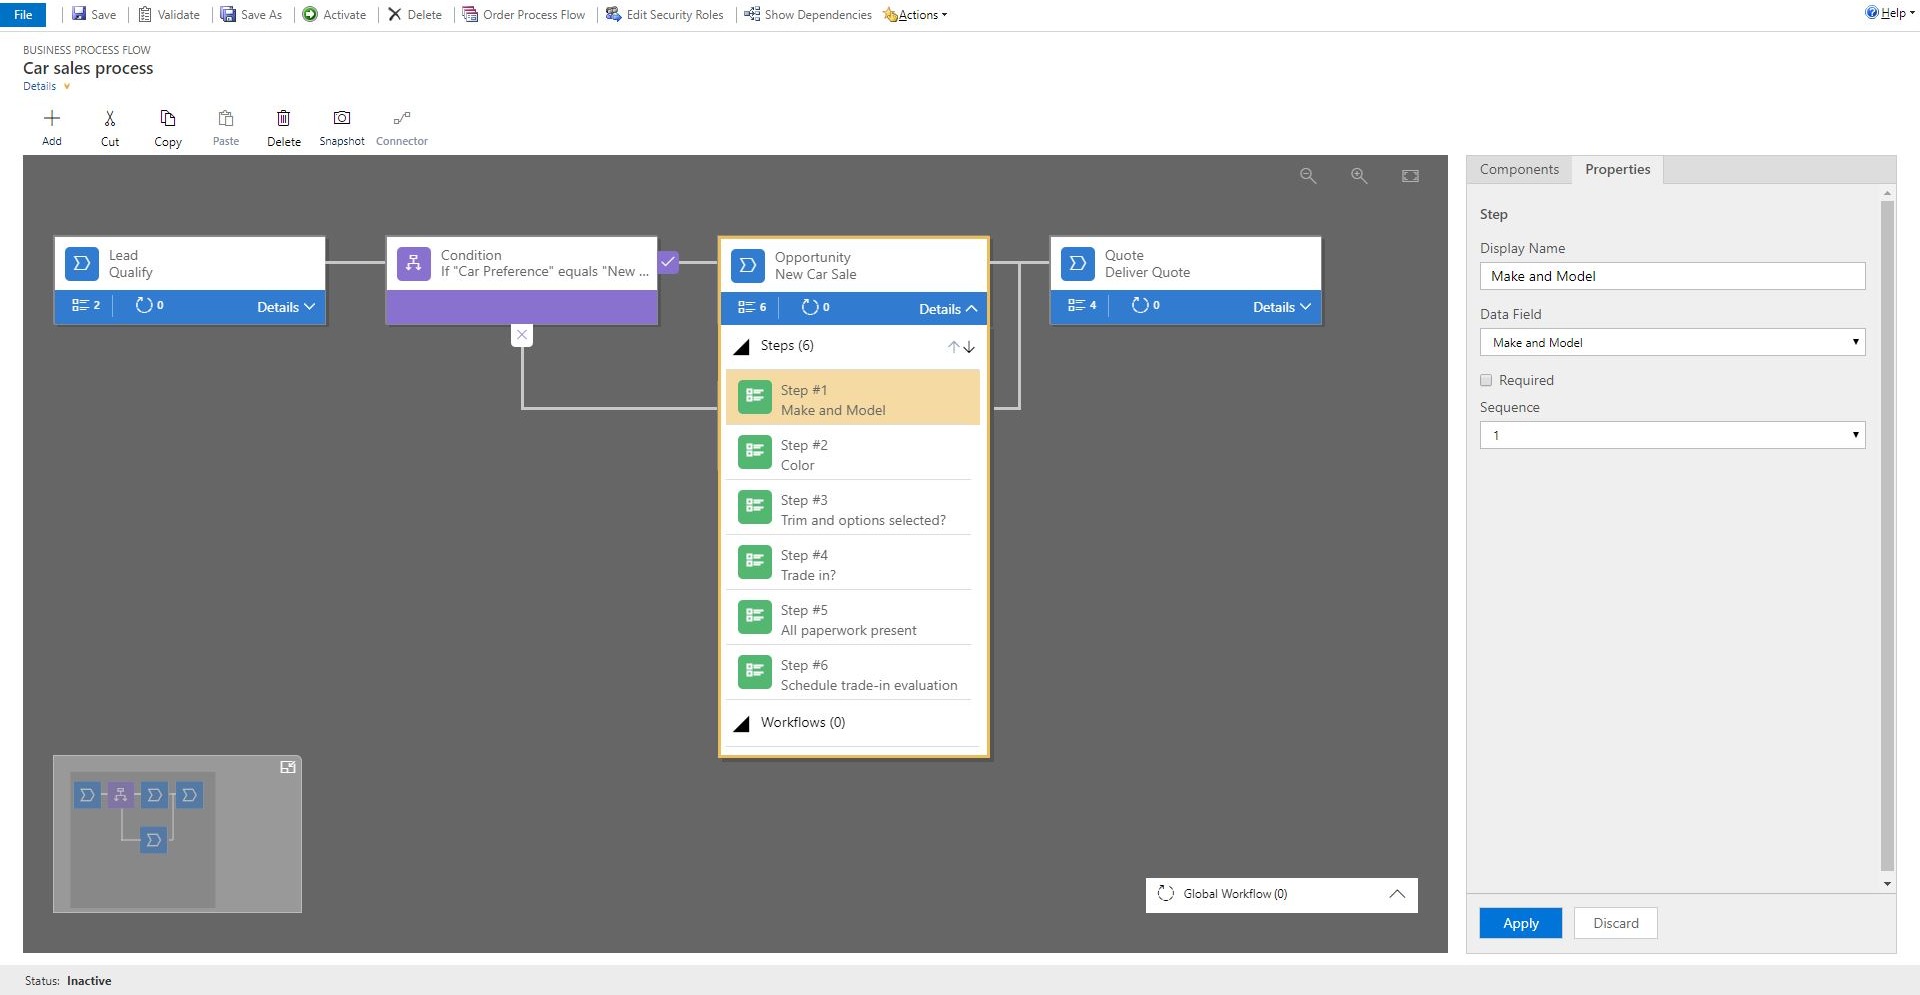 File Save Validate Save As Activate Delete Order Process Flow Edit Security Roles Show Dependencies Actions Help
BUSINESS PROCESS FLOW
Car sales process
Details
Add Cut Copy Paste Delete Snapshot Connector
Components Properties
Lead
Qualify
2 0 Details
Condition
If "Car Preference" equals "New ...
Opportunity
New Car Sale
6 0 Details
Steps (6)
Step #1
Make and Model
Step #2
Color
Step #3
Trim and options selected?
Step #4
Trade in?
Step #5
All paperwork present
Step #6
Schedule trade-in evaluation
Workflows (0)
Quote
Deliver Quote
4 0 Details
Global Workflow (0)
Step
Display Name
Make and Model
Data Field
Make and Model
Required
Sequence
1
Apply Discard
Status: Inactive